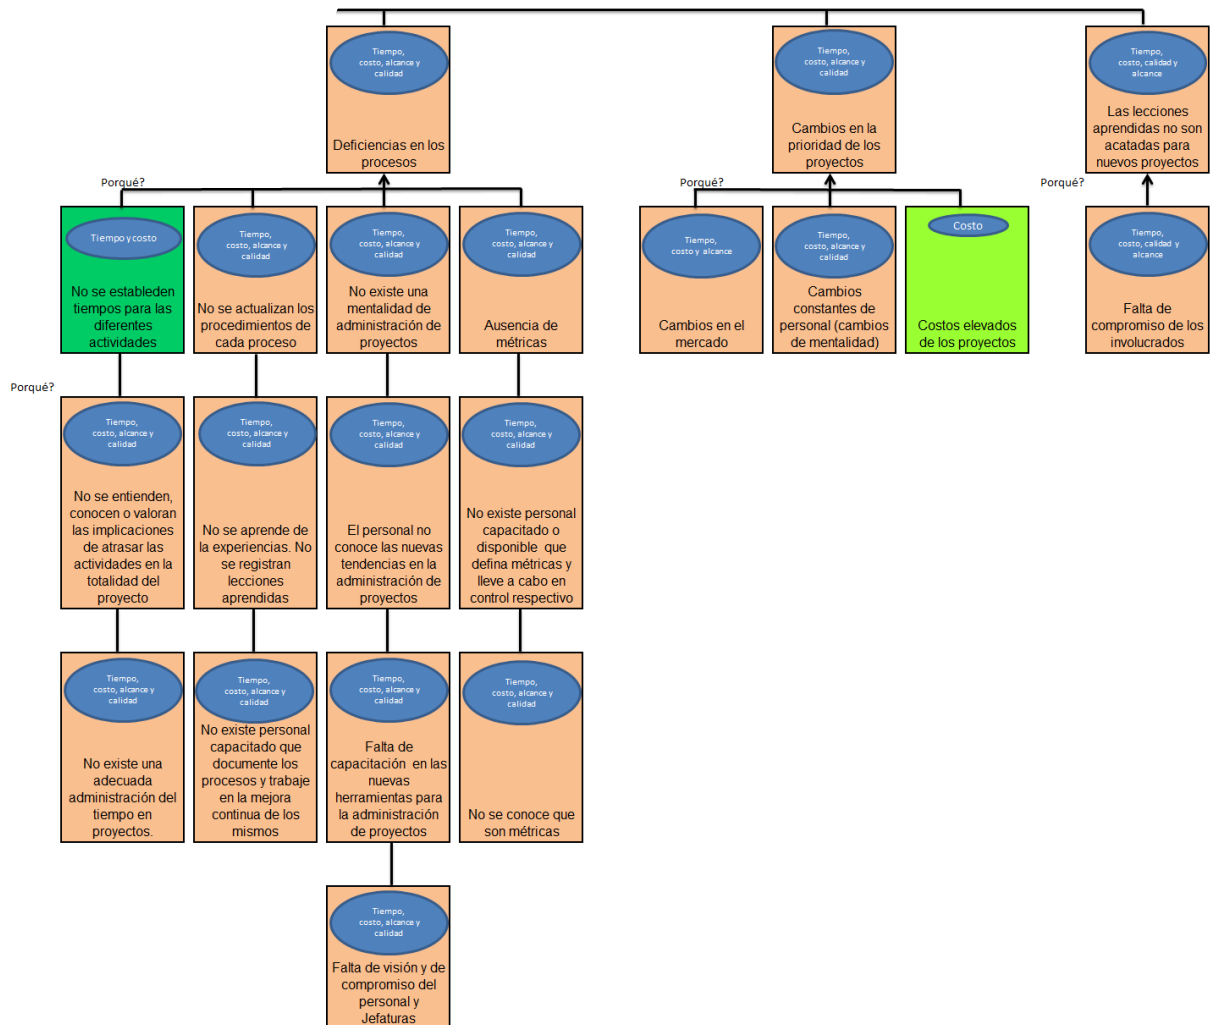 Tiempo,
costo, alcance y
calidad
Deficiencias en los
procesos
Tiempo,
costo, alcance y
calidad
Cambios en la
prioridad de los
proyectos
Tiempo,
costo, calidad y
alcance
Las lecciones
aprendidas no son
acatadas para
nuevos proyectos
Porqué?
Porqué?
Porqué?
Tiempo y costo
No se estableden
tiempos para las
diferentes
actividades
Tiempo,
costo, alcance y
calidad
No se actualizan los
procedimientos de
cada proceso
Tiempo,
costo, alcance y
calidad
No existe una
mentalidad de
administración de
proyectos
Tiempo,
costo, alcance y
calidad
Ausencia de
métricas
Tiempo,
costo y alcance
Cambios en el
mercado
Tiempo,
costo, alcance y
calidad
Cambios
constantes de
personal (cambios
de mentalidad)
Costo
Costos elevados
de los proyectos
Tiempo,
costo, calidad y
alcance
Falta de
compromiso de los
involucrados
Porqué?
Tiempo,
costo, alcance y
calidad
No se entienden,
conocen o valoran
las implicaciones
de atrasar las
actividades en la
totalidad del
proyecto
Tiempo,
costo, alcance y
calidad
No se aprende de
la experiencias. No
se registran
lecciones
aprendidas
Tiempo,
costo, alcance y
calidad
El personal no
conoce las nuevas
tendencias en la
administración de
proyectos
Tiempo,
costo, alcance y
calidad
No existe personal
capacitado o
disponible que
defina métricas y
lleve a cabo en
control respectivo
Tiempo,
costo, alcance y
calidad
No existe una
adecuada
administración del
tiempo en
proyectos.
Tiempo,
costo, alcance y
calidad
No existe personal
capacitado que
documente los
procesos y trabaje
en la mejora
continua de los
mismos
Tiempo,
costo, alcance y
calidad
Falta de
capacitación en las
nuevas
herramientas para
la administración
de proyectos
Tiempo,
costo, alcance y
calidad
No se conoce que
son métricas
Tiempo,
costo, alcance y
calidad
Falta de visión y de
compromiso del
personal y
Jefaturas